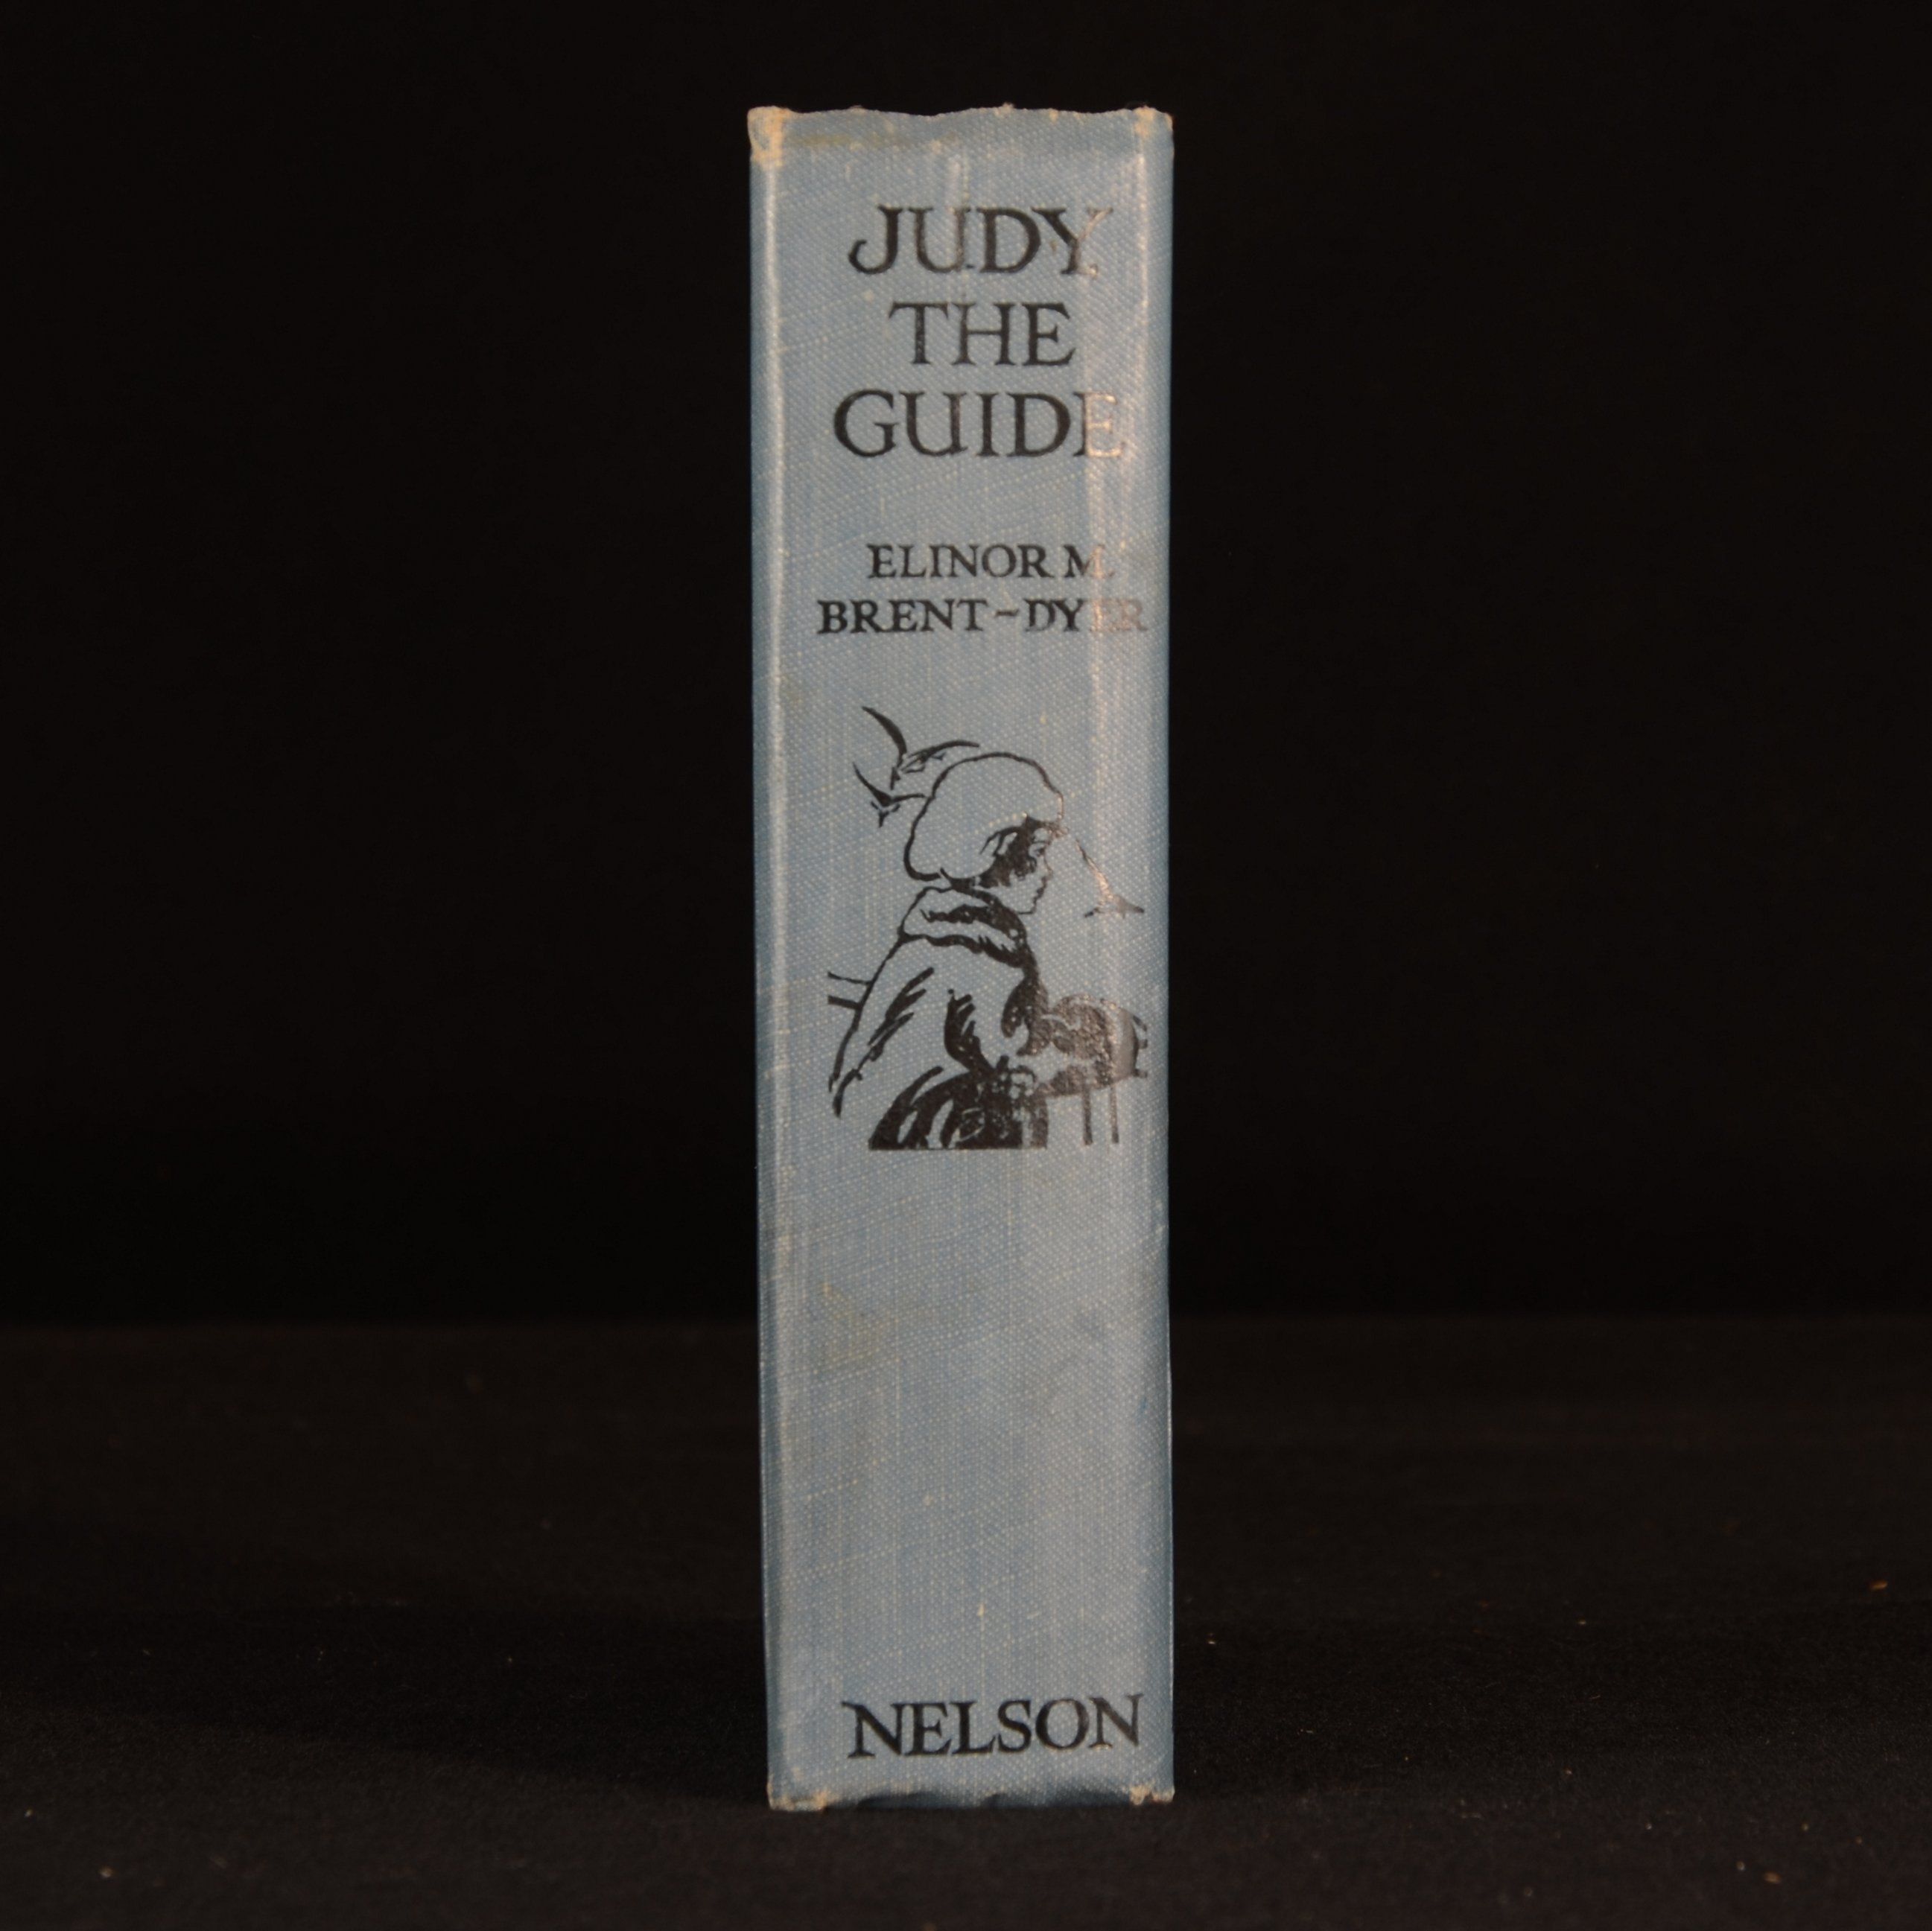 JUDY
THE
GUIDE
ELINOR M.
BRENT-DYER
NELSON